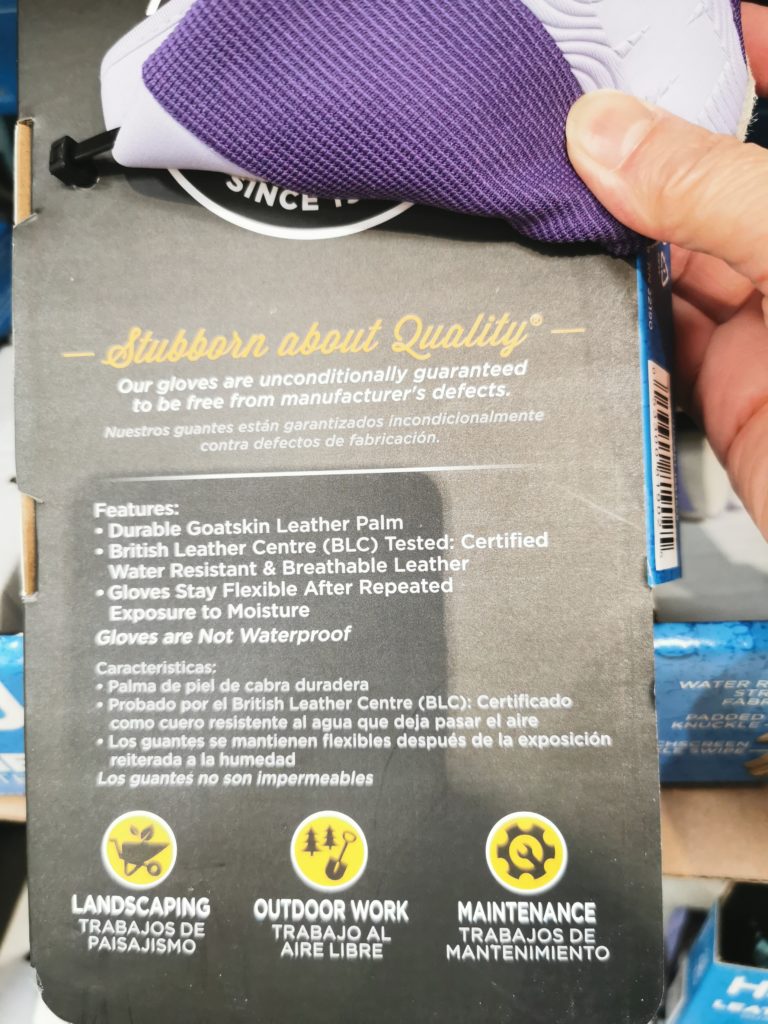 SINCE
Stubborn about Quality®
Our gloves are unconditionally guaranteed
to be free from manufacturer's defects.
Nuestros guantes están garantizados incondicionalmente
contra defectos de fabricación.
Features:
• Durable Goatskin Leather Palm
• British Leather Centre (BLC) Tested: Certified
Water Resistant & Breathable Leather
• Gloves Stay Flexible After Repeated
Exposure to Moisture
Gloves are Not Waterproof
Caracteristicas:
• Palma de piel de cabra duradera
• Probado por el British Leather Centre (BLC): Certificado
como cuero resistente al agua que deja pasar el aire
• Los guantes se mantienen flexibles después de la exposición
reiterada a la humedad
Los guantes no son impermeables
LANDSCAPING
TRABAJOS DE
PAISAJISMO
OUTDOOR WORK
TRABAJO AL
AIRE LIBRE
MAINTENANCE
TRABAJOS DE
MANTENIMIENTO
WATER
PADDED
KNUCKLE